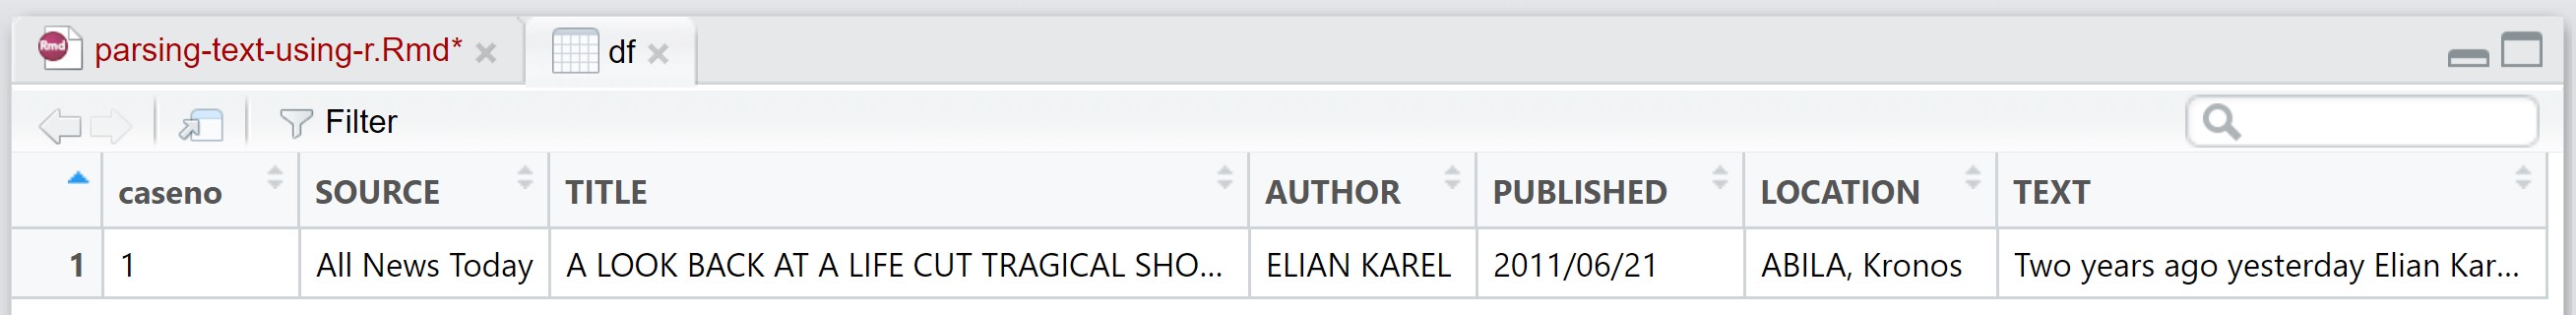 Rmd parsing-text-using-r.Rmd* df
Filter
caseno SOURCE TITLE AUTHOR PUBLISHED LOCATION TEXT
1 1 All News Today A LOOK BACK AT A LIFE CUT TRAGICAL SHO... ELIAN KAREL 2011/06/21 ABILA, Kronos Two years ago yesterday Elian Kar...